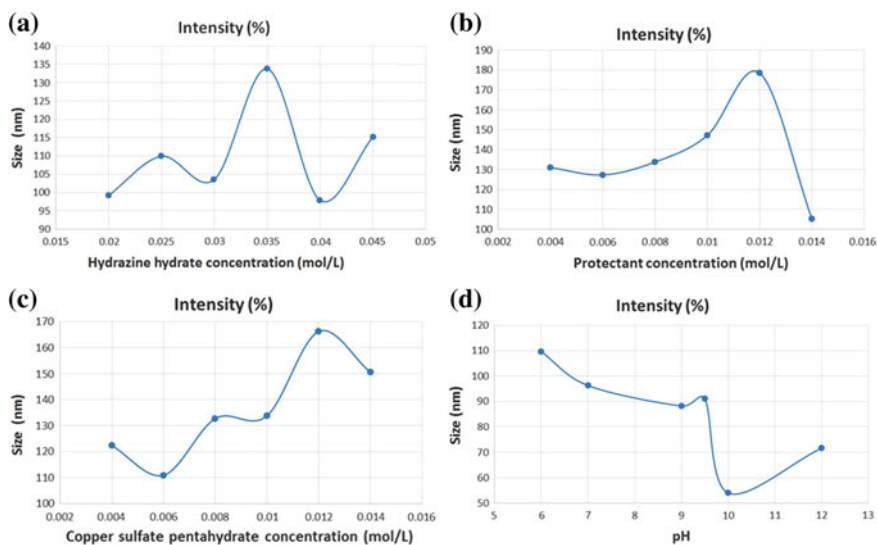 (a)
Intensity (%)
140
135
130
125
120
115
110
105
100
95
90
Size (nm)
0.015 0.02 0.025 0.03 0.035 0.04 0.045 0.05
Hydrazine hydrate concentration (mol/L)
(b)
Intensity (%)
190
180
170
160
150
140
130
120
110
100
Size (nm)
0.002 0.004 0.006 0.008 0.01 0.012 0.014 0.016
Protectant concentration (mol/L)
(c)
Intensity (%)
170
160
150
140
130
120
110
100
Size (nm)
0.002 0.004 0.006 0.008 0.01 0.012 0.014 0.016
Copper sulfate pentahydrate concentration (mol/L)
(d)
Intensity (%)
120
110
100
90
80
70
60
50
Size (nm)
5 6 7 8 9 10 11 12 13
pH